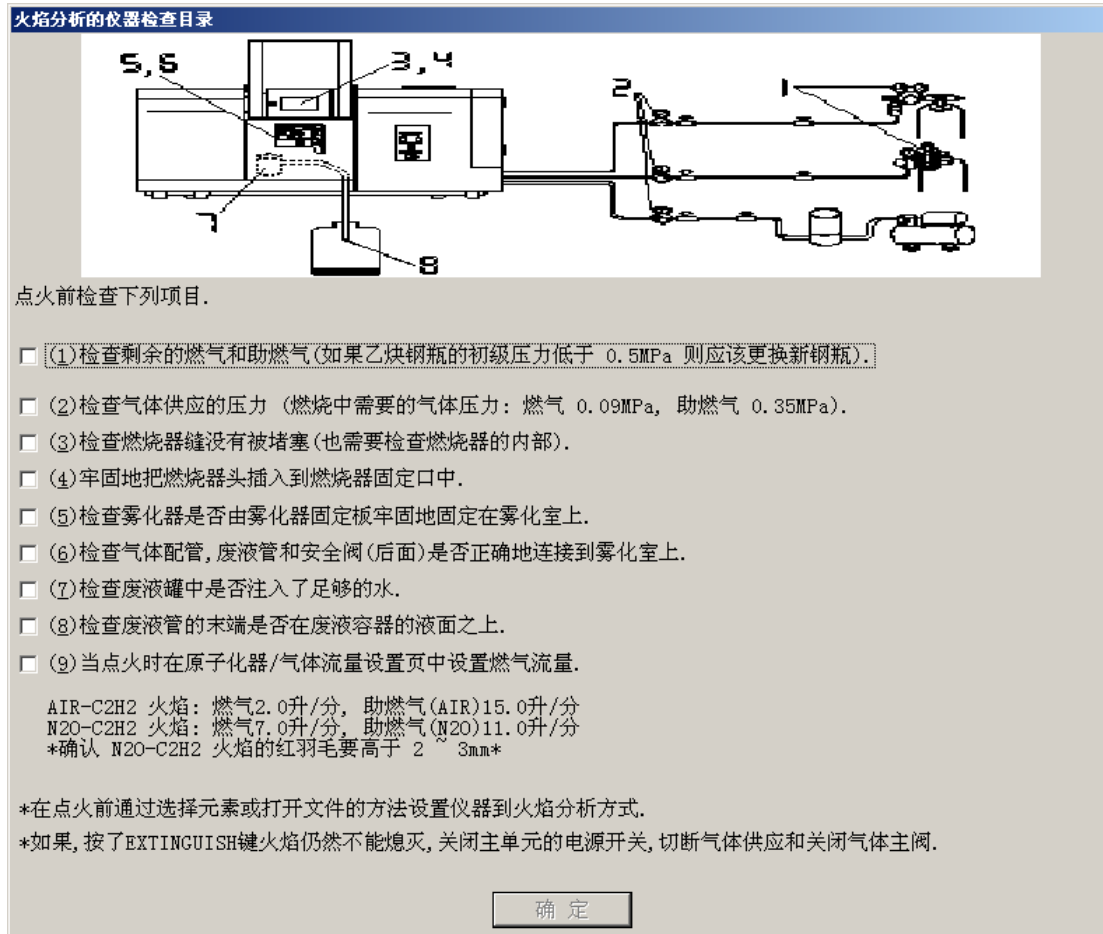 火焰分析的仪器检查目录
5,6
3,4
2
1
7
8
点火前检查下列项目.
(1)检查剩余的燃气和助燃气(如果乙炔钢瓶的初级压力低于 0.5MPa 则应该更换新钢瓶).
(2)检查气体供应的压力 (燃烧中需要的气体压力: 燃气 0.09MPa, 助燃气 0.35MPa).
(3)检查燃烧器缝没有被堵塞(也需要检查燃烧器的内部).
(4)牢固地把燃烧器头插入到燃烧器固定口中.
(5)检查雾化器是否由雾化器固定板牢固地固定在雾化室上.
(6)检查气体配管,废液管和安全阀(后面)是否正确地连接到雾化室上.
(7)检查废液罐中是否注入了足够的水.
(8)检查废液管的末端是否在废液容器的液面之上.
(9)当点火时在原子化器/气体流量设置页中设置燃气流量.
AIR-C2H2 火焰: 燃气2.0升/分, 助燃气(AIR)15.0升/分
N2O-C2H2 火焰: 燃气7.0升/分, 助燃气(N2O)11.0升/分
*确认 N2O-C2H2 火焰的红羽毛要高于 2 ~ 3mm*
*在点火前通过选择元素或打开文件的方法设置仪器到火焰分析方式.
*如果,按了EXTINGUISH键火焰仍然不能熄灭,关闭主单元的电源开关,切断气体供应和关闭气体主阀.
确 定